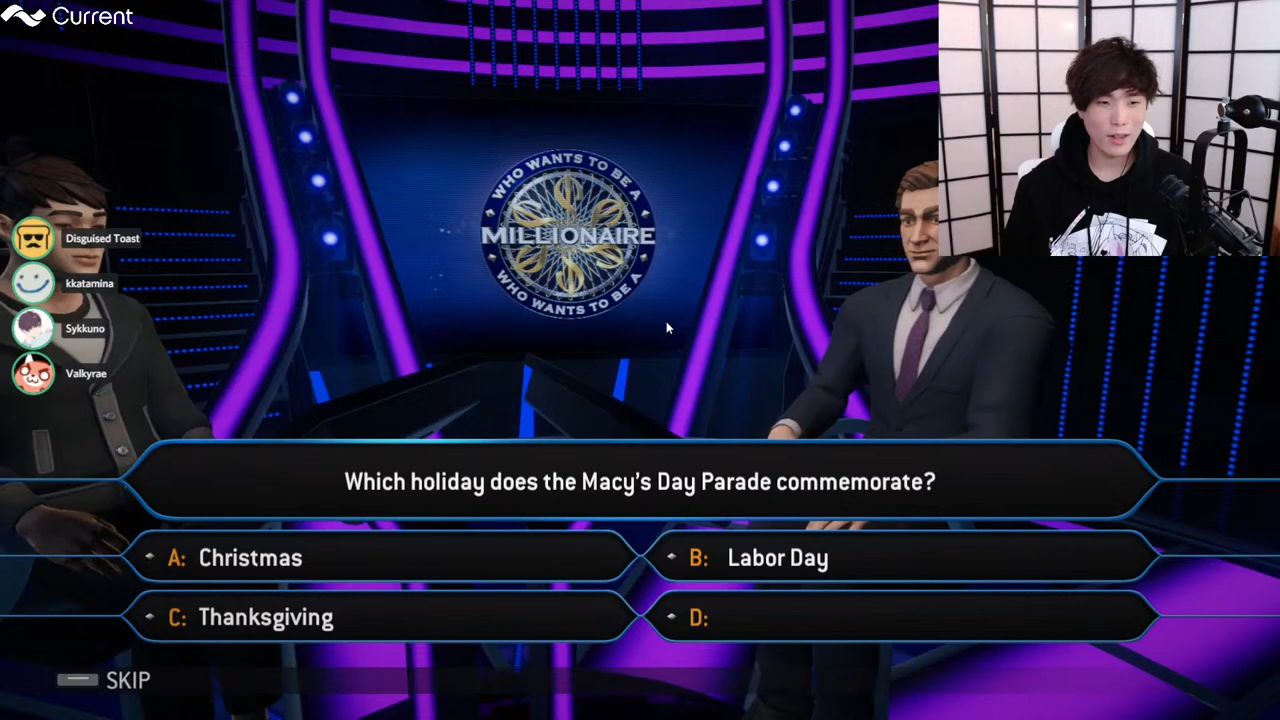 Current
WHO WANTS TO BE A
MILLIONAIRE
WHO WANTS TO BE A
Disguised Toast
kkatamina
Sykkuno
Valkyrae
Which holiday does the Macy's Day Parade commemorate?
A: Christmas
B: Labor Day
C: Thanksgiving
D:
SKIP